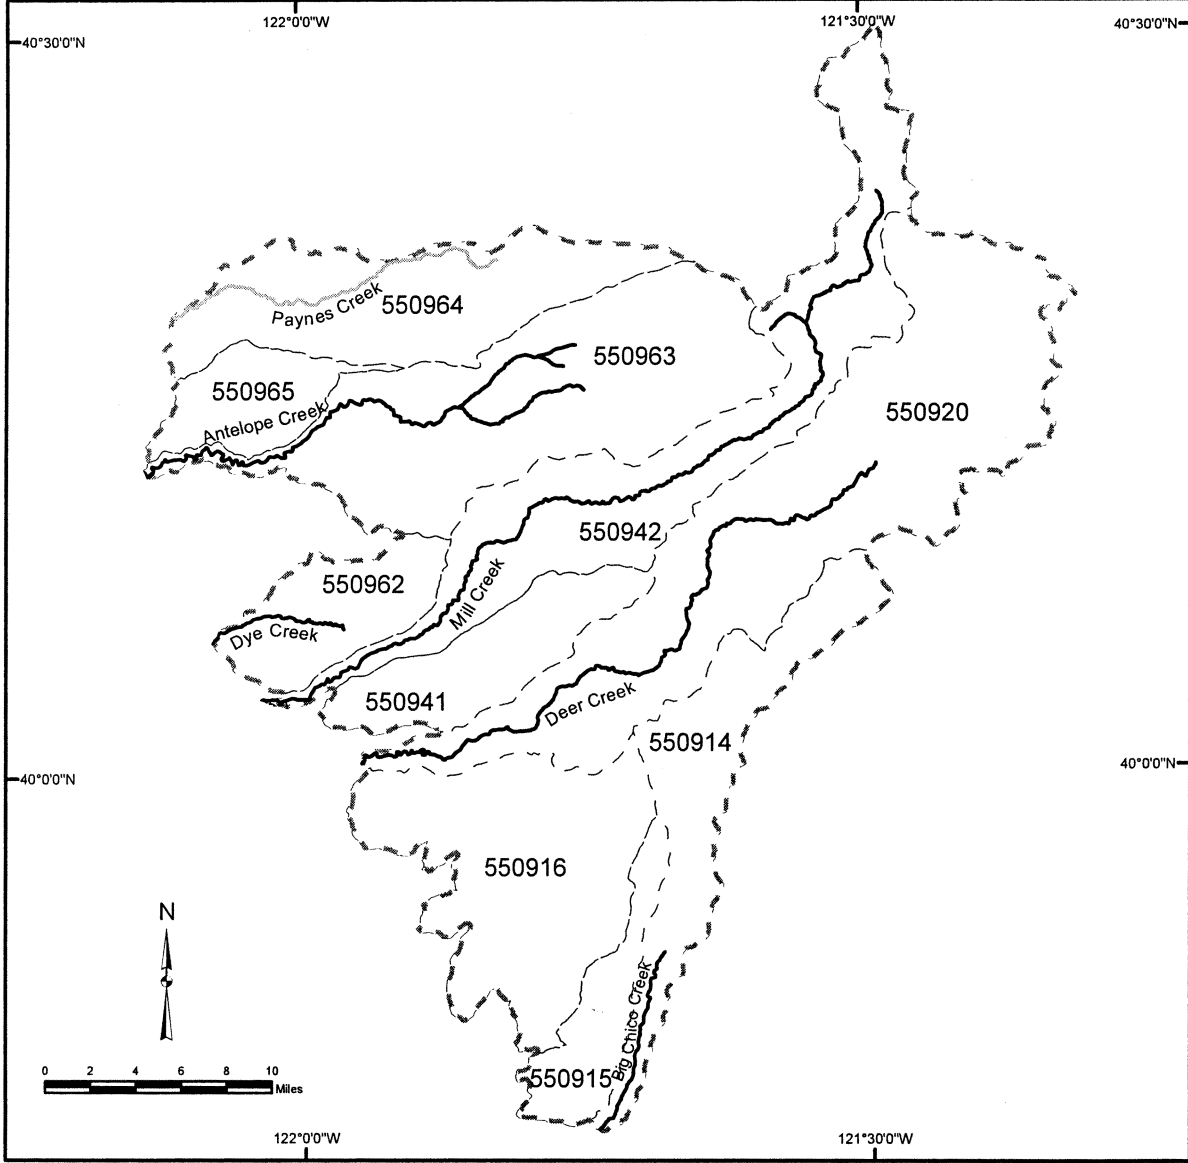 122°0'0"W
121°30'0"W
40°30'0"N
40°30'0"N
Paynes Creek
550964
550963
550965
Antelope Creek
550920
550942
550962
Mill Creek
Dye Creek
550941
Deer Creek
550914
40°0'0"N
40°0'0"N
550916
N
Big Chico Creek
0 2 4 6 8 10
Miles
550915
122°0'0"W
121°30'0"W